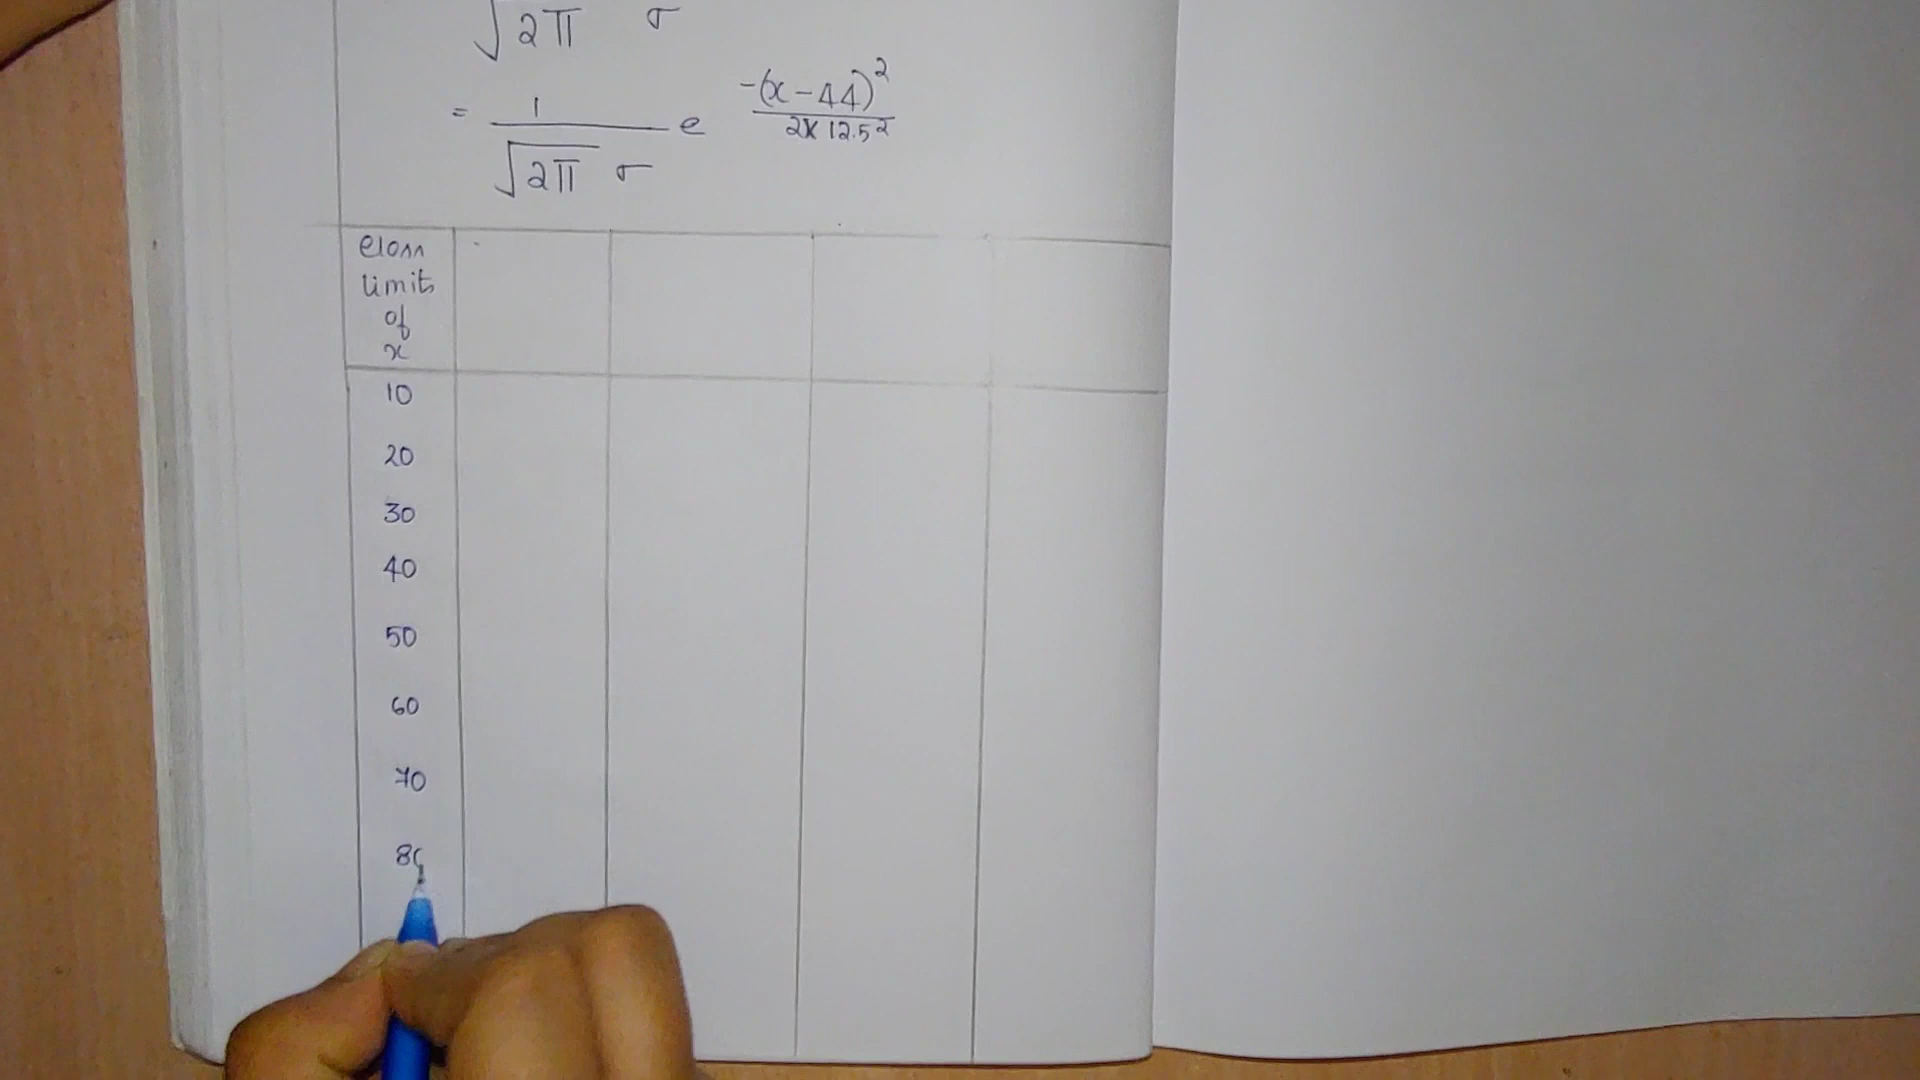 √2π σ
= 1/(√2π σ) e^(-(x-44)²/(2×12.5²))
class
limits
of
x
10
20
30
40
50
60
70
80